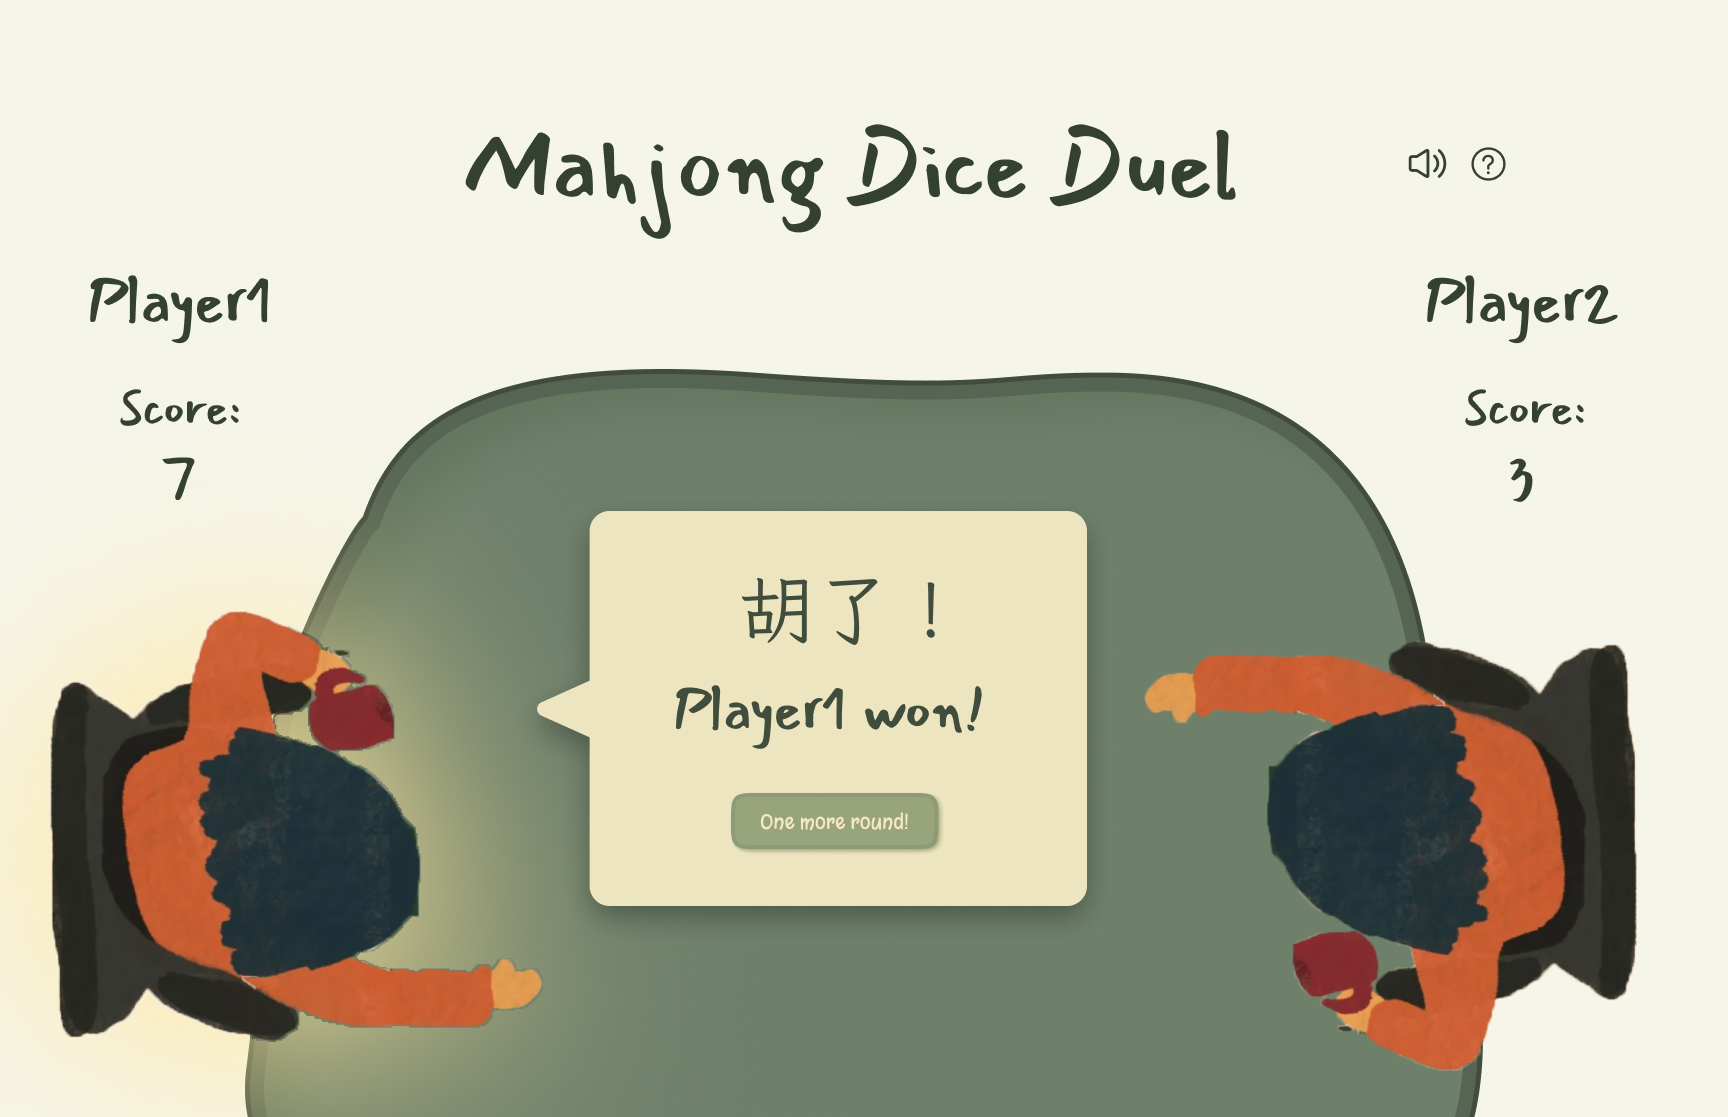 Mahjong Dice Duel
Player1
Score:
7
Player2
Score:
3
胡了！
Player1 won!
One more round!